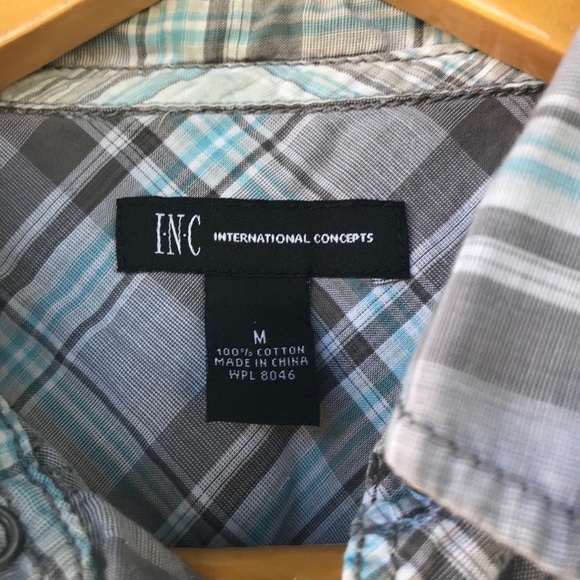 I·N·C INTERNATIONAL CONCEPTS
M
100% COTTON
MADE IN CHINA
WPL 8046